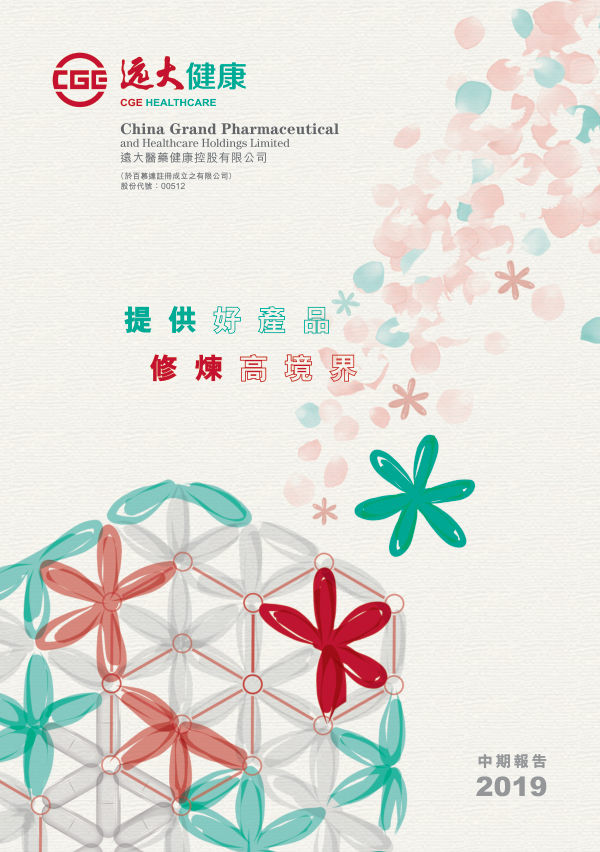 CGE 远大健康
CGE HEALTHCARE
China Grand Pharmaceutical
and Healthcare Holdings Limited
遠大醫藥健康控股有限公司
（於百慕達註冊成立之有限公司）
股份代號：00512
提供好產品
修煉高境界
中期報告
2019